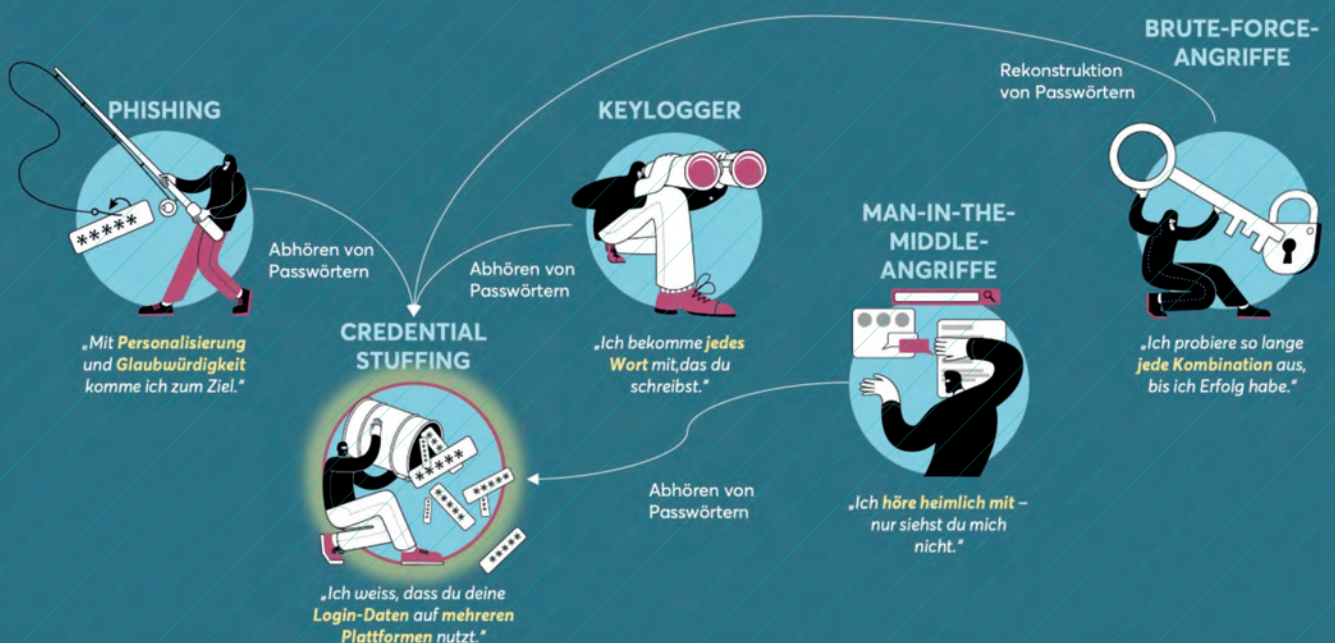 PHISHING
Abhören von
Passwörtern
„Mit Personalisierung
und Glaubwürdigkeit
komme ich zum Ziel.“
CREDENTIAL
STUFFING
„Ich weiss, dass du deine
Login-Daten auf mehreren
Plattformen nutzt.“
KEYLOGGER
Abhören von
Passwörtern
„Ich bekomme jedes
Wort mit,das du
schreibst.“
MAN-IN-THE-
MIDDLE-
ANGRIFFE
Abhören von
Passwörtern
„Ich höre heimlich mit –
nur siehst du mich
nicht.“
BRUTE-FORCE-
ANGRIFFE
Rekonstruktion
von Passwörtern
„Ich probiere so lange
jede Kombination aus,
bis ich Erfolg habe.“